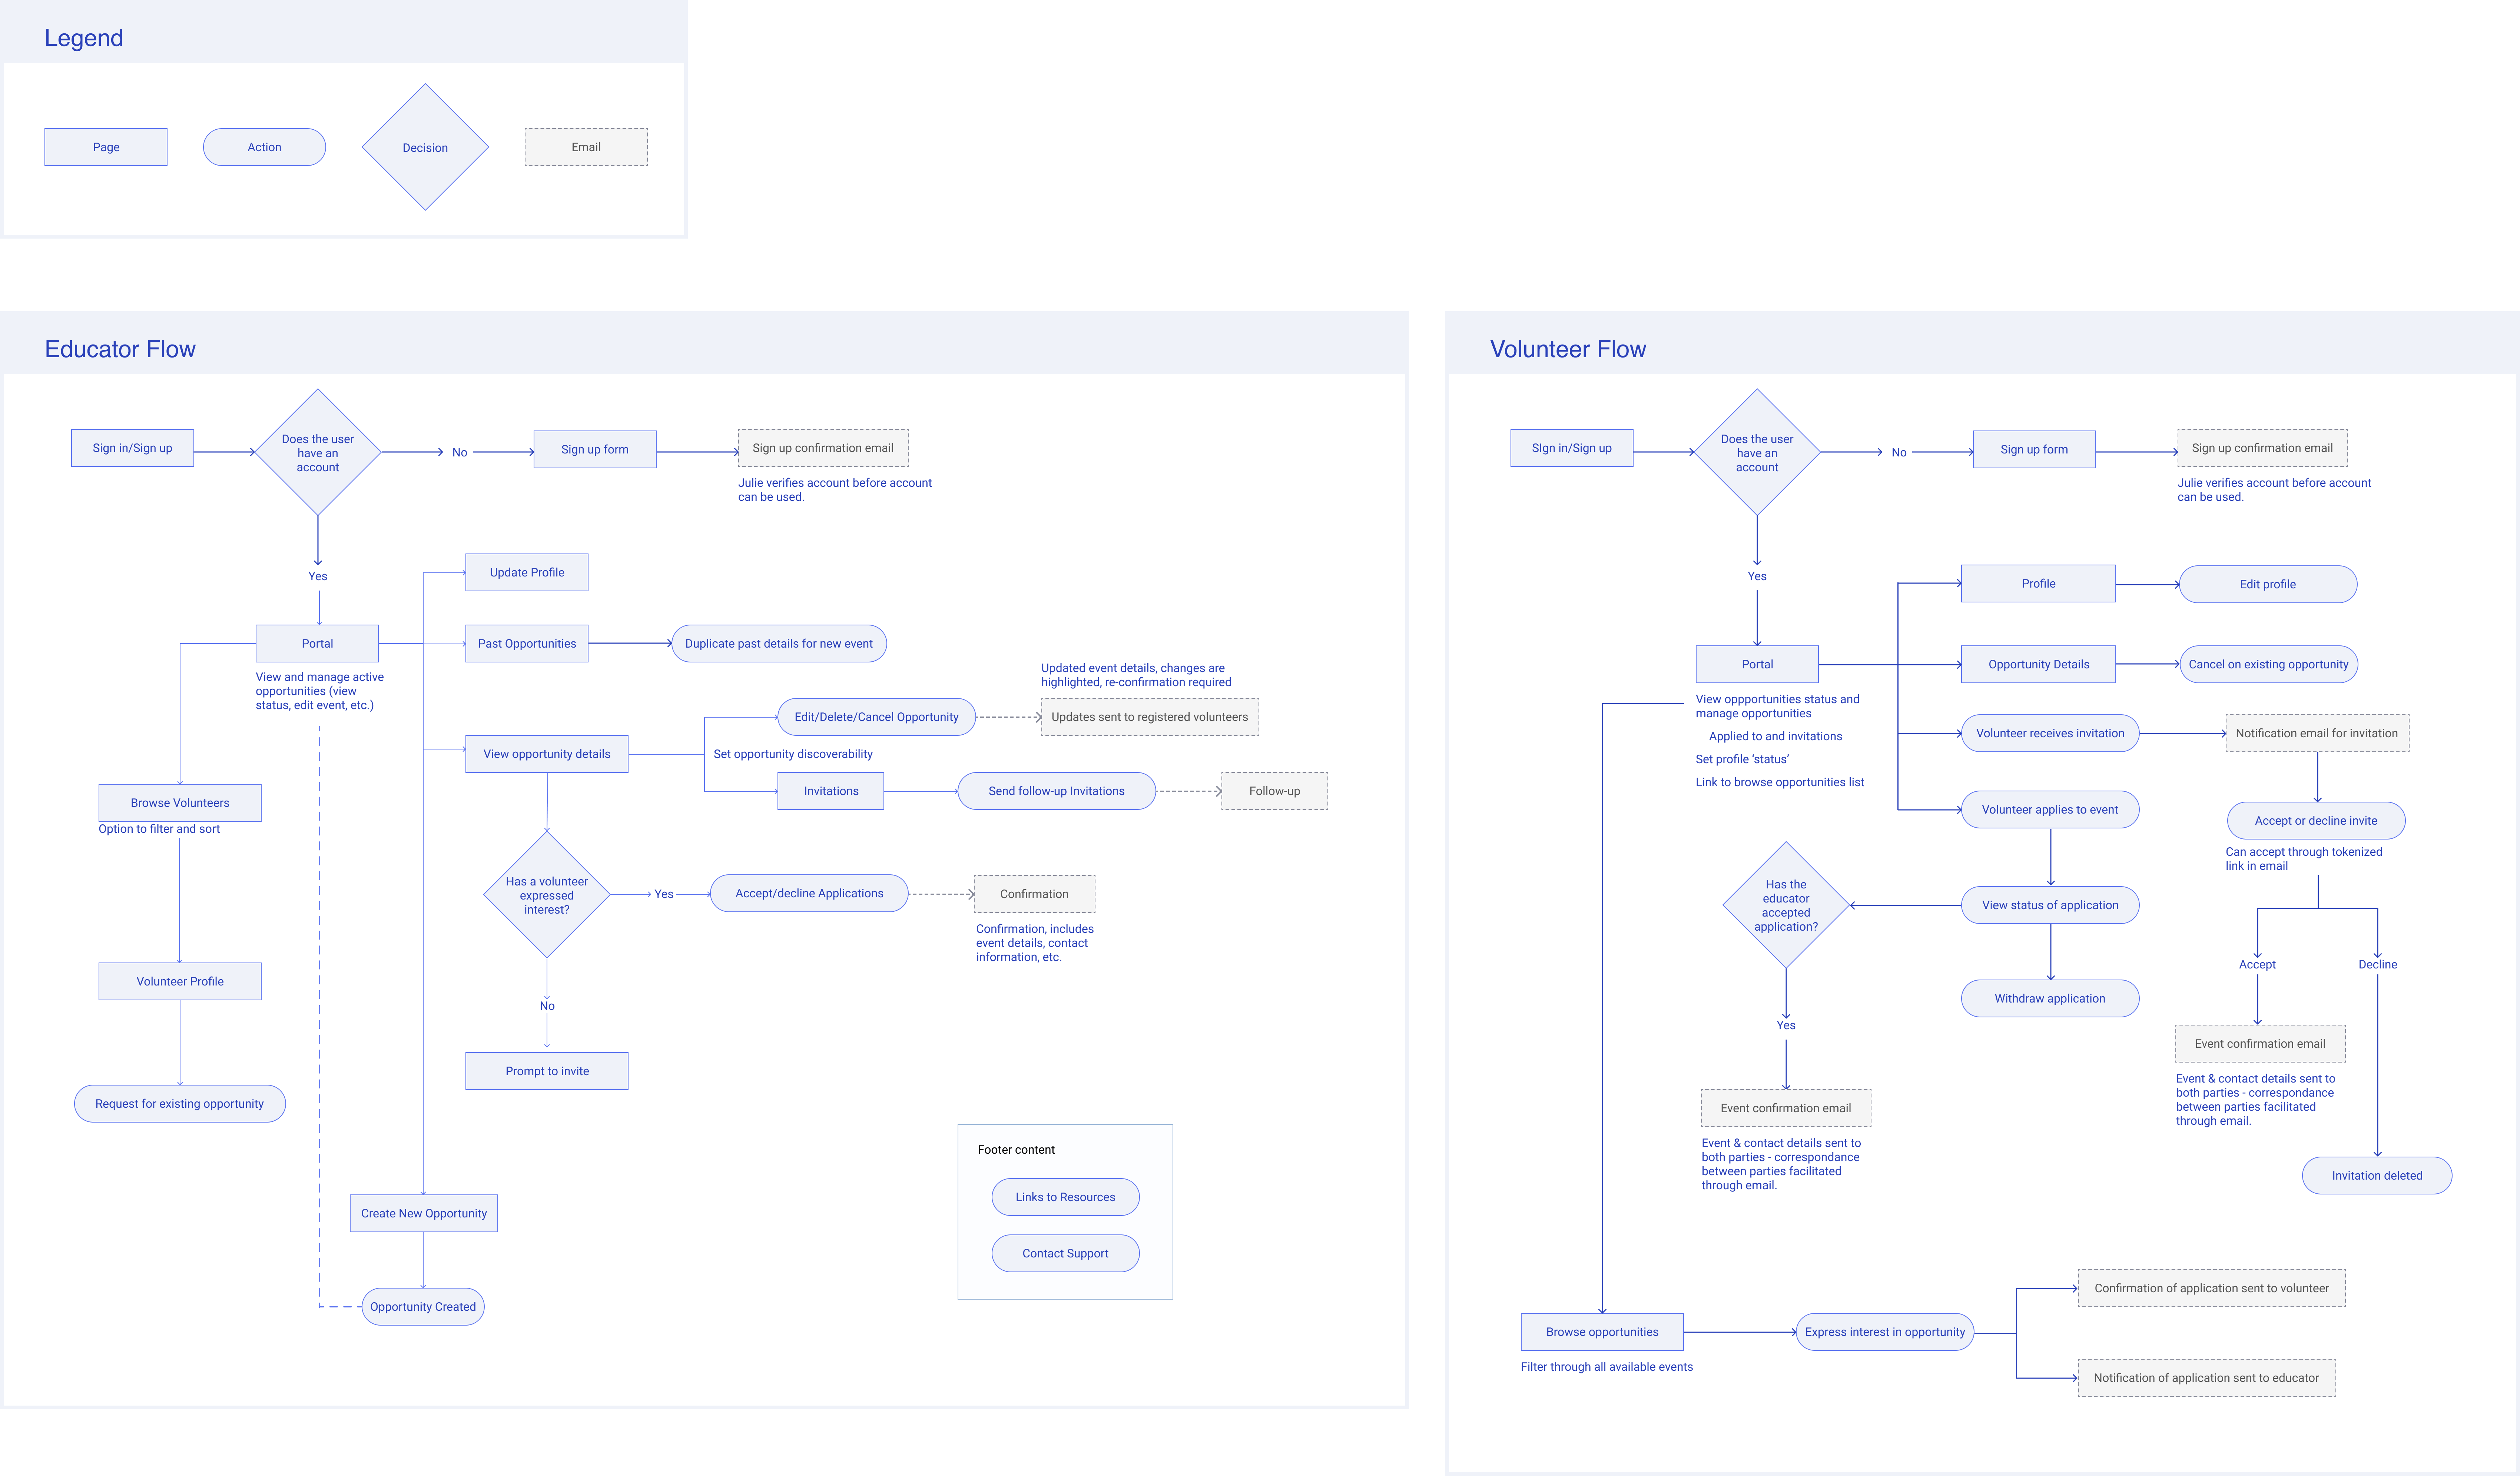 Legend
Page
Action
Decision
Email
Educator Flow
Sign in/Sign up
Does the user
have an
account
No
Sign up form
Sign up confirmation email
Julie verifies account before account
can be used.
Yes
Update Profile
Portal
View and manage active
opportunities (view
status, edit event, etc.)
Past Opportunities
Duplicate past details for new event
Updated event details, changes are
highlighted, re-confirmation required
Edit/Delete/Cancel Opportunity
Updates sent to registered volunteers
View opportunity details
Set opportunity discoverability
Invitations
Send follow-up Invitations
Follow-up
Browse Volunteers
Option to filter and sort
Has a volunteer
expressed
interest?
Yes
Accept/decline Applications
Confirmation
Confirmation, includes
event details, contact
information, etc.
Volunteer Profile
No
Prompt to invite
Request for existing opportunity
Footer content
Links to Resources
Contact Support
Create New Opportunity
Opportunity Created
Volunteer Flow
SIgn in/Sign up
Does the user
have an
account
No
Sign up form
Sign up confirmation email
Julie verifies account before account
can be used.
Yes
Profile
Edit profile
Portal
View oppportunities status and
manage opportunities
Applied to and invitations
Set profile ‘status’
Link to browse opportunities list
Opportunity Details
Cancel on existing opportunity
Volunteer receives invitation
Notification email for invitation
Volunteer applies to event
Accept or decline invite
Can accept through tokenized
link in email
Has the
educator
accepted
application?
View status of application
Accept
Decline
Withdraw application
Yes
Event confirmation email
Event & contact details sent to
both parties - correspondance
between parties facilitated
through email.
Event confirmation email
Event & contact details sent to
both parties - correspondance
between parties facilitated
through email.
Invitation deleted
Confirmation of application sent to volunteer
Browse opportunities
Express interest in opportunity
Filter through all available events
Notification of application sent to educator